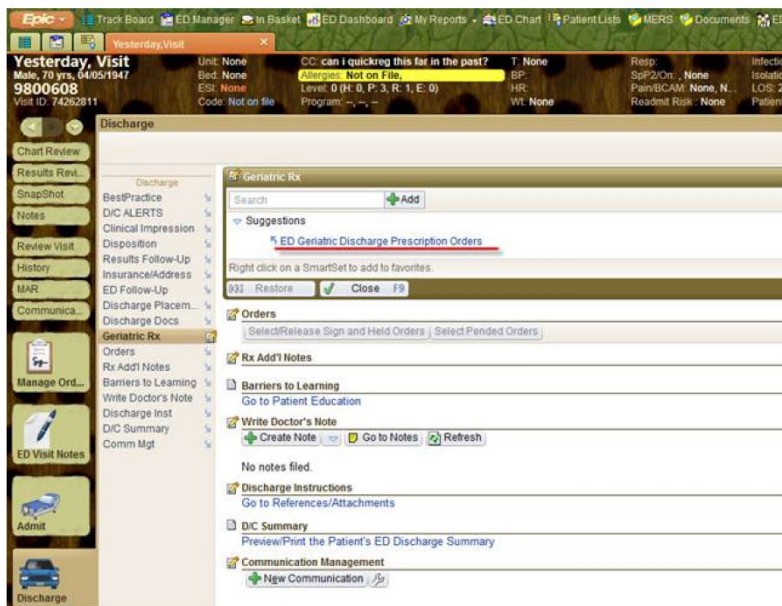 Epic
Track Board
ED Manager
In Basket
ED Dashboard
My Reports
ED Chart
Patient Lists
MERS
Documents
ED
Yesterday,Visit
Yesterday, Visit
Male, 70 yrs, 04/05/1947
9800608
Visit ID: 74262811
Unit: None
Bed: None
ESI: None
Code: Not on file
CC: can i quickreg this far in the past?
Allergies: Not on File,
Level: 0 (H: 0, P: 3, R: 1, E: 0)
Program: --, --, --
T: None
BP:
HR:
Wt: None
Resp:
SpP2/On: , None
Pain/BCAM: None, N...
Readmit Risk : None
Infectio
Isolatio
LOS: 2
Patien
Discharge
Chart Review
Results Revi...
SnapShot
Notes
Review Visit
History
MAR
Communica...
Manage Ord...
ED Visit Notes
Admit
Discharge
Discharge
BestPractice
D/C ALERTS
Clinical Impression
Disposition
Results Follow-Up
Insurance/Address
ED Follow-Up
Discharge Placem...
Discharge Docs
Geriatric Rx
Orders
Rx Add'l Notes
Barriers to Learning
Write Doctor's Note
Discharge Inst
D/C Summary
Comm Mgt
Geriatric Rx
Search
Add
Suggestions
ED Geriatric Discharge Prescription Orders
Right click on a SmartSet to add to favorites.
Restore
Close F9
Orders
Select/Release Sign and Held Orders
Select Pended Orders
Rx Add'l Notes
Barriers to Learning
Go to Patient Education
Write Doctor's Note
Create Note
Go to Notes
Refresh
No notes filed.
Discharge Instructions
Go to References/Attachments
D/C Summary
Preview/Print the Patient's ED Discharge Summary
Communication Management
New Communication